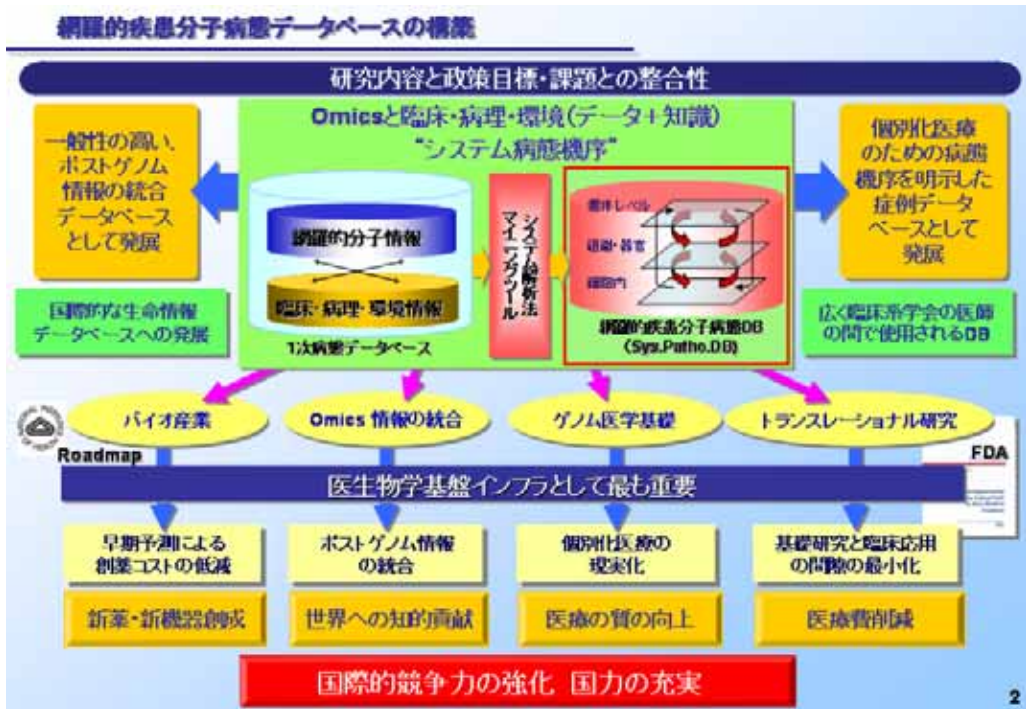 網羅的疾患分子病態データベースの構築
研究内容と政策目標・課題との整合性
一般性の高い、
ポストゲノム
情報の統合
データベース
として発展
国際的な生命情報
データベースへの発展
Omicsと臨床・病理・環境(データ+知識)
“システム病態機序”
網羅的分子情報
臨床・病理・環境情報
1次病態データベース
システム的解析法
マイニングツール
個体レベル
組織・器官
細胞内
網羅的疾患分子病態DB
(Sys.Patho.DB)
個別化医療
のための病態
機序を明示した
症例データ
ベースとして
発展
広く臨床系学会の医師
の間で使用されるDB
バイオ産業
Omics 情報の統合
ゲノム医学基礎
トランスレーショナル研究
Roadmap
FDA
医生物学基盤インフラとして最も重要
早期予測による
創薬コストの低減
ポストゲノム情報
の統合
個別化医療の
現実化
基礎研究と臨床応用
の間隙の最小化
新薬・新機器創成
世界への知的貢献
医療の質の向上
医療費削減
国際的競争力の強化 国力の充実
2